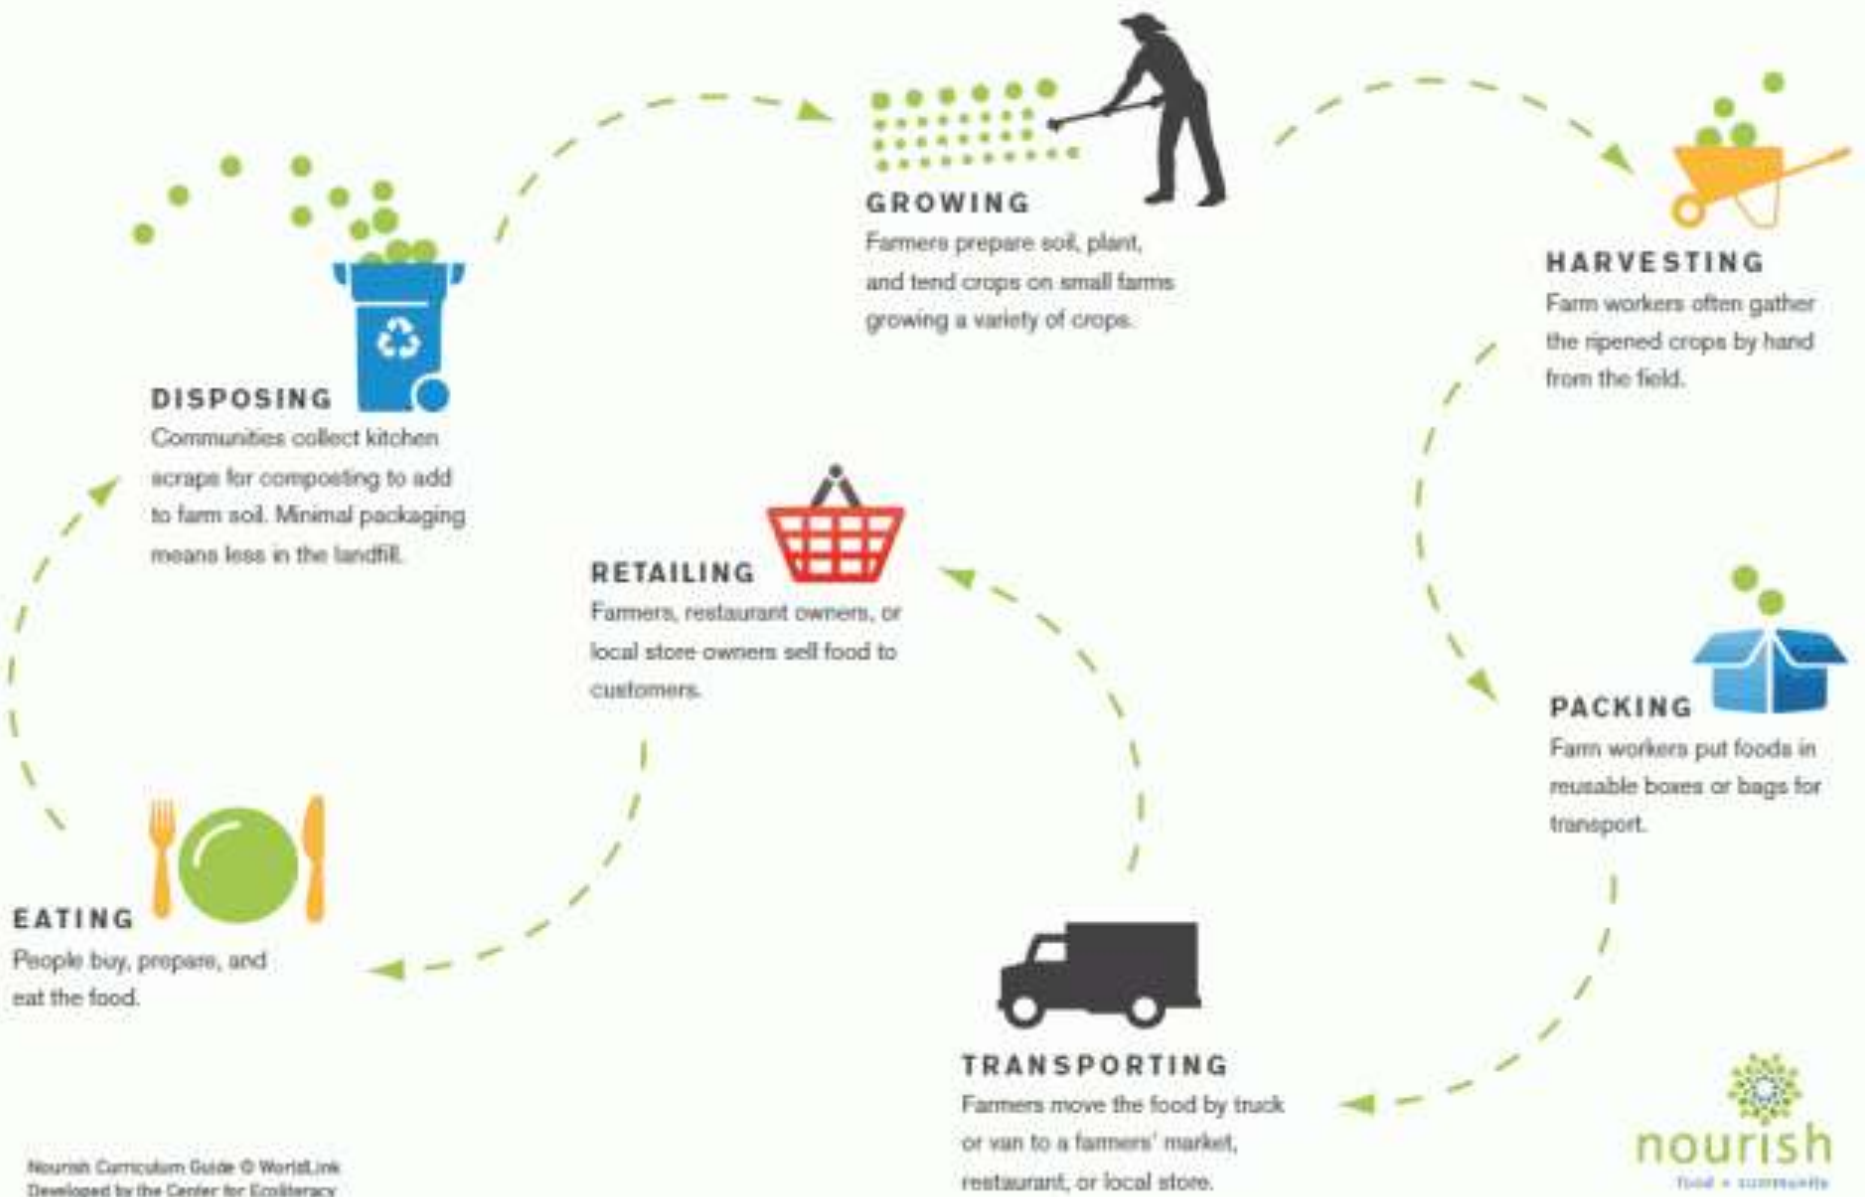 GROWING
Farmers prepare soil, plant,
and tend crops on small farms
growing a variety of crops.
HARVESTING
Farm workers often gather
the ripened crops by hand
from the field.
PACKING
Farm workers put foods in
reusable boxes or bags for
transport.
TRANSPORTING
Farmers move the food by truck
or van to a farmers' market,
restaurant, or local store.
RETAILING
Farmers, restaurant owners, or
local store owners sell food to
customers.
EATING
People buy, prepare, and
eat the food.
DISPOSING
Communities collect kitchen
scraps for composting to add
to farm soil. Minimal packaging
means less in the landfill.
Nourish Curriculum Guide © WorldLink
Developed by the Center for Ecoliteracy
nourish
food + community